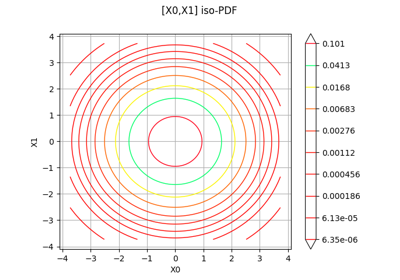 [X0,X1] iso-PDF
4
3
2
1
0
−1
−2
−3
−4
X1
−4 −3 −2 −1 0 1 2 3 4
X0
0.101
0.0413
0.0168
0.00683
0.00276
0.00112
0.000456
0.000186
6.13e-05
6.35e-06